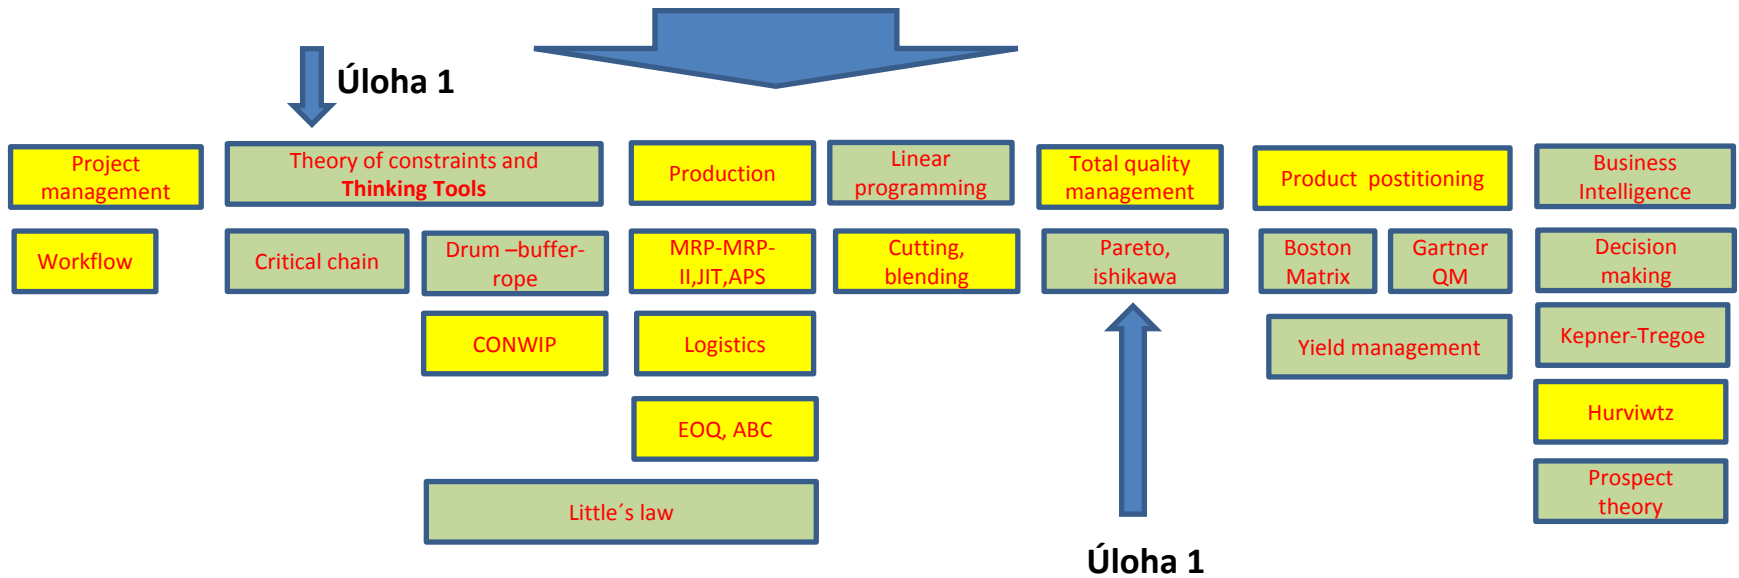 Úloha 1
Project
management
Theory of constraints and
Thinking Tools
Production
Linear
programming
Total quality
management
Product postitioning
Business
Intelligence
Workflow
Critical chain
Drum –buffer-
rope
MRP-MRP-
II,JIT,APS
Cutting,
blending
Pareto,
ishikawa
Boston
Matrix
Gartner
QM
Decision
making
CONWIP
Logistics
Yield management
Kepner-Tregoe
EOQ, ABC
Hurviwtz
Little´s law
Prospect
theory
Úloha 1